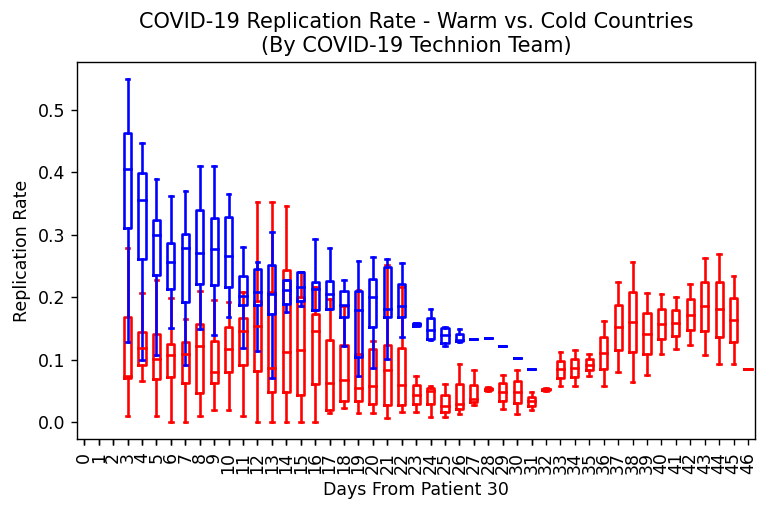 COVID-19 Replication Rate - Warm vs. Cold Countries
(By COVID-19 Technion Team)
Replication Rate
0.5
0.4
0.3
0.2
0.1
0.0
0 1 2 3 4 5 6 7 8 9 10 11 12 13 14 15 16 17 18 19 20 21 22 23 24 25 26 27 28 29 30 31 32 33 34 35 36 37 38 39 40 41 42 43 44 45 46
Days From Patient 30